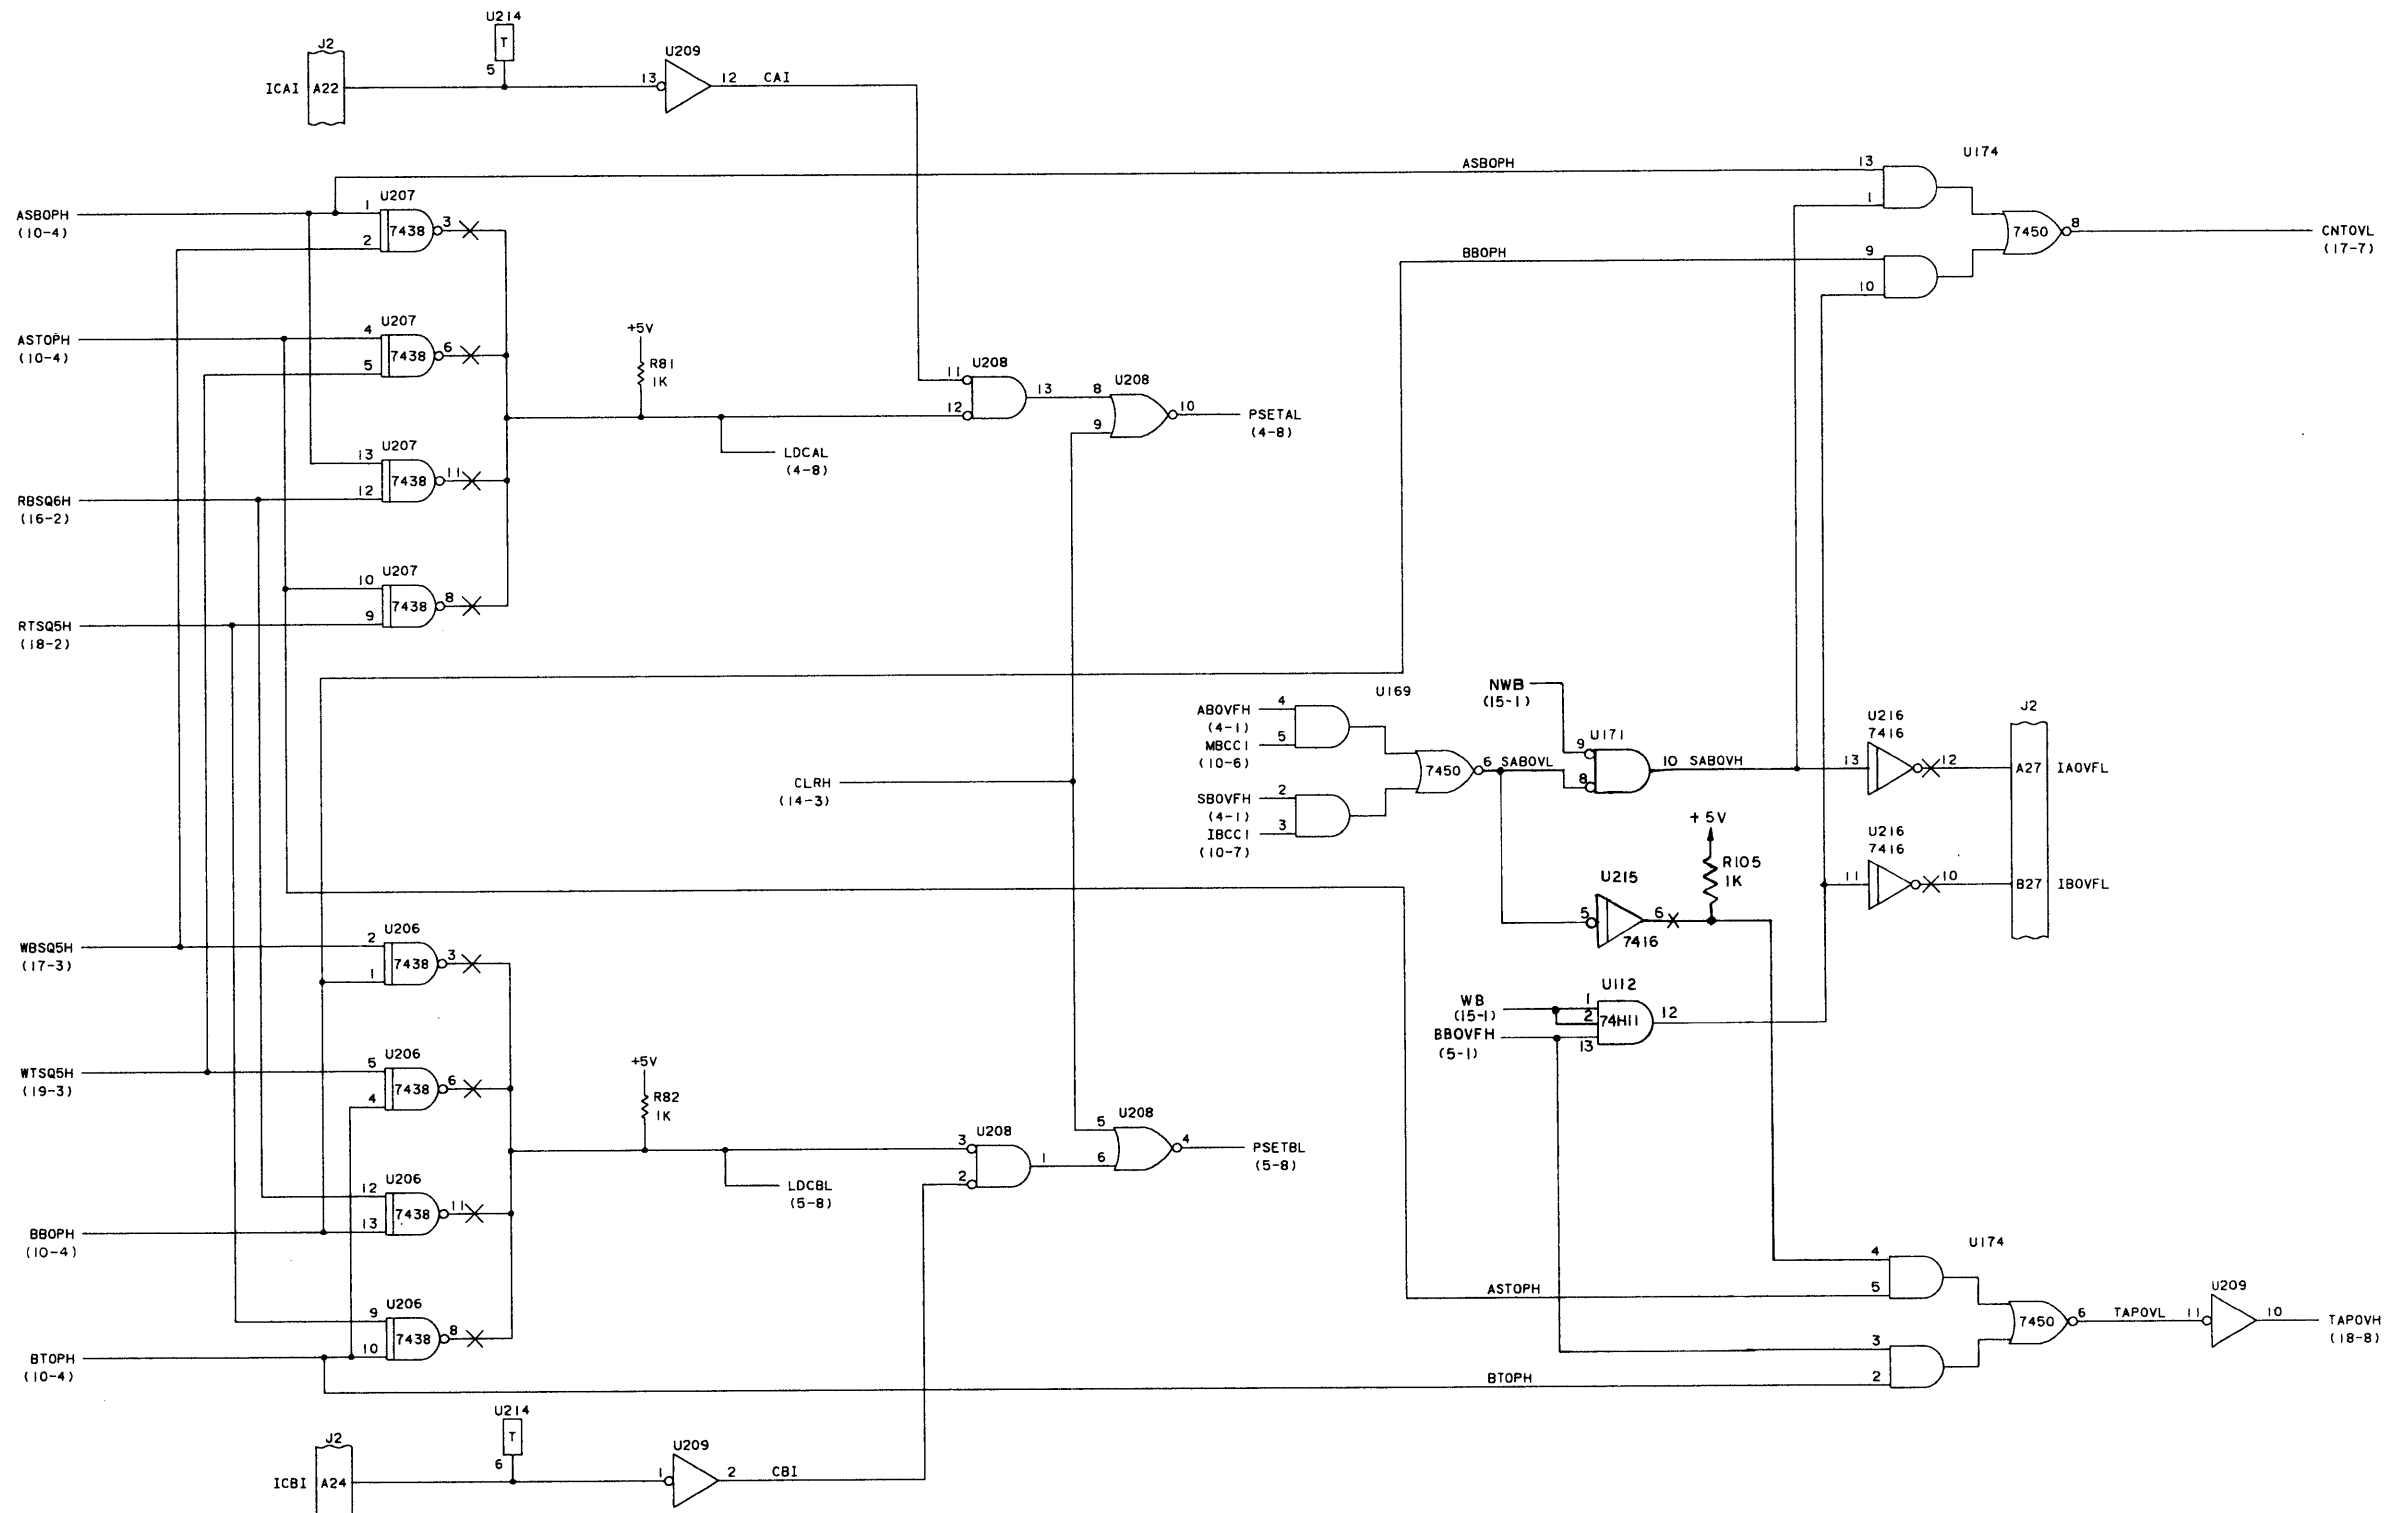 U214
T
5
J2
ICAI A22
13 U209 12 CAI
ASBOPH
(10-4)
U207
1
2
7438
3
ASTOPH
(10-4)
U207
4
5
7438
6
RBSQ6H
(16-2)
U207
13
12
7438
11
RTSQ5H
(18-2)
U207
10
9
7438
8
+5V
R81
1K
LDCAL
(4-8)
U208
11
12
13
U208
8
9
10
PSETAL
(4-8)
ASBOPH
13
1
U174
BBOPH
9
10
7450
8
CNTOVL
(17-7)
CLRH
(14-3)
U169
ABOVFH
(4-1)
4
MBCC1
(10-6)
5
SBOVFH
(4-1)
2
IBCC1
(10-7)
3
7450
6 SABOVL
NWB
(15-1)
U171
9
8
10 SABOVH
U216
7416
13
12
J2
A27 IAOVFL
U216
7416
11
10
B27 IBOVFL
+5V
R105
1K
U215
5
6
7416
U112
WB
(15-1)
1
2
74H11
12
BBOVFH
(5-1)
13
WBSQ5H
(17-3)
U206
2
1
7438
3
WTSQ5H
(19-3)
U206
5
4
7438
6
BBOPH
(10-4)
U206
12
13
7438
11
BTOPH
(10-4)
U206
9
10
7438
8
+5V
R82
1K
LDCBL
(5-8)
U208
3
2
1
U208
5
6
4
PSETBL
(5-8)
U174
4
ASTOPH
5
3
BTOPH
2
7450
6 TAPOVL 11
U209
10
TAPOVH
(18-8)
U214
T
6
J2
ICBI A24
1 U209 2 CBI